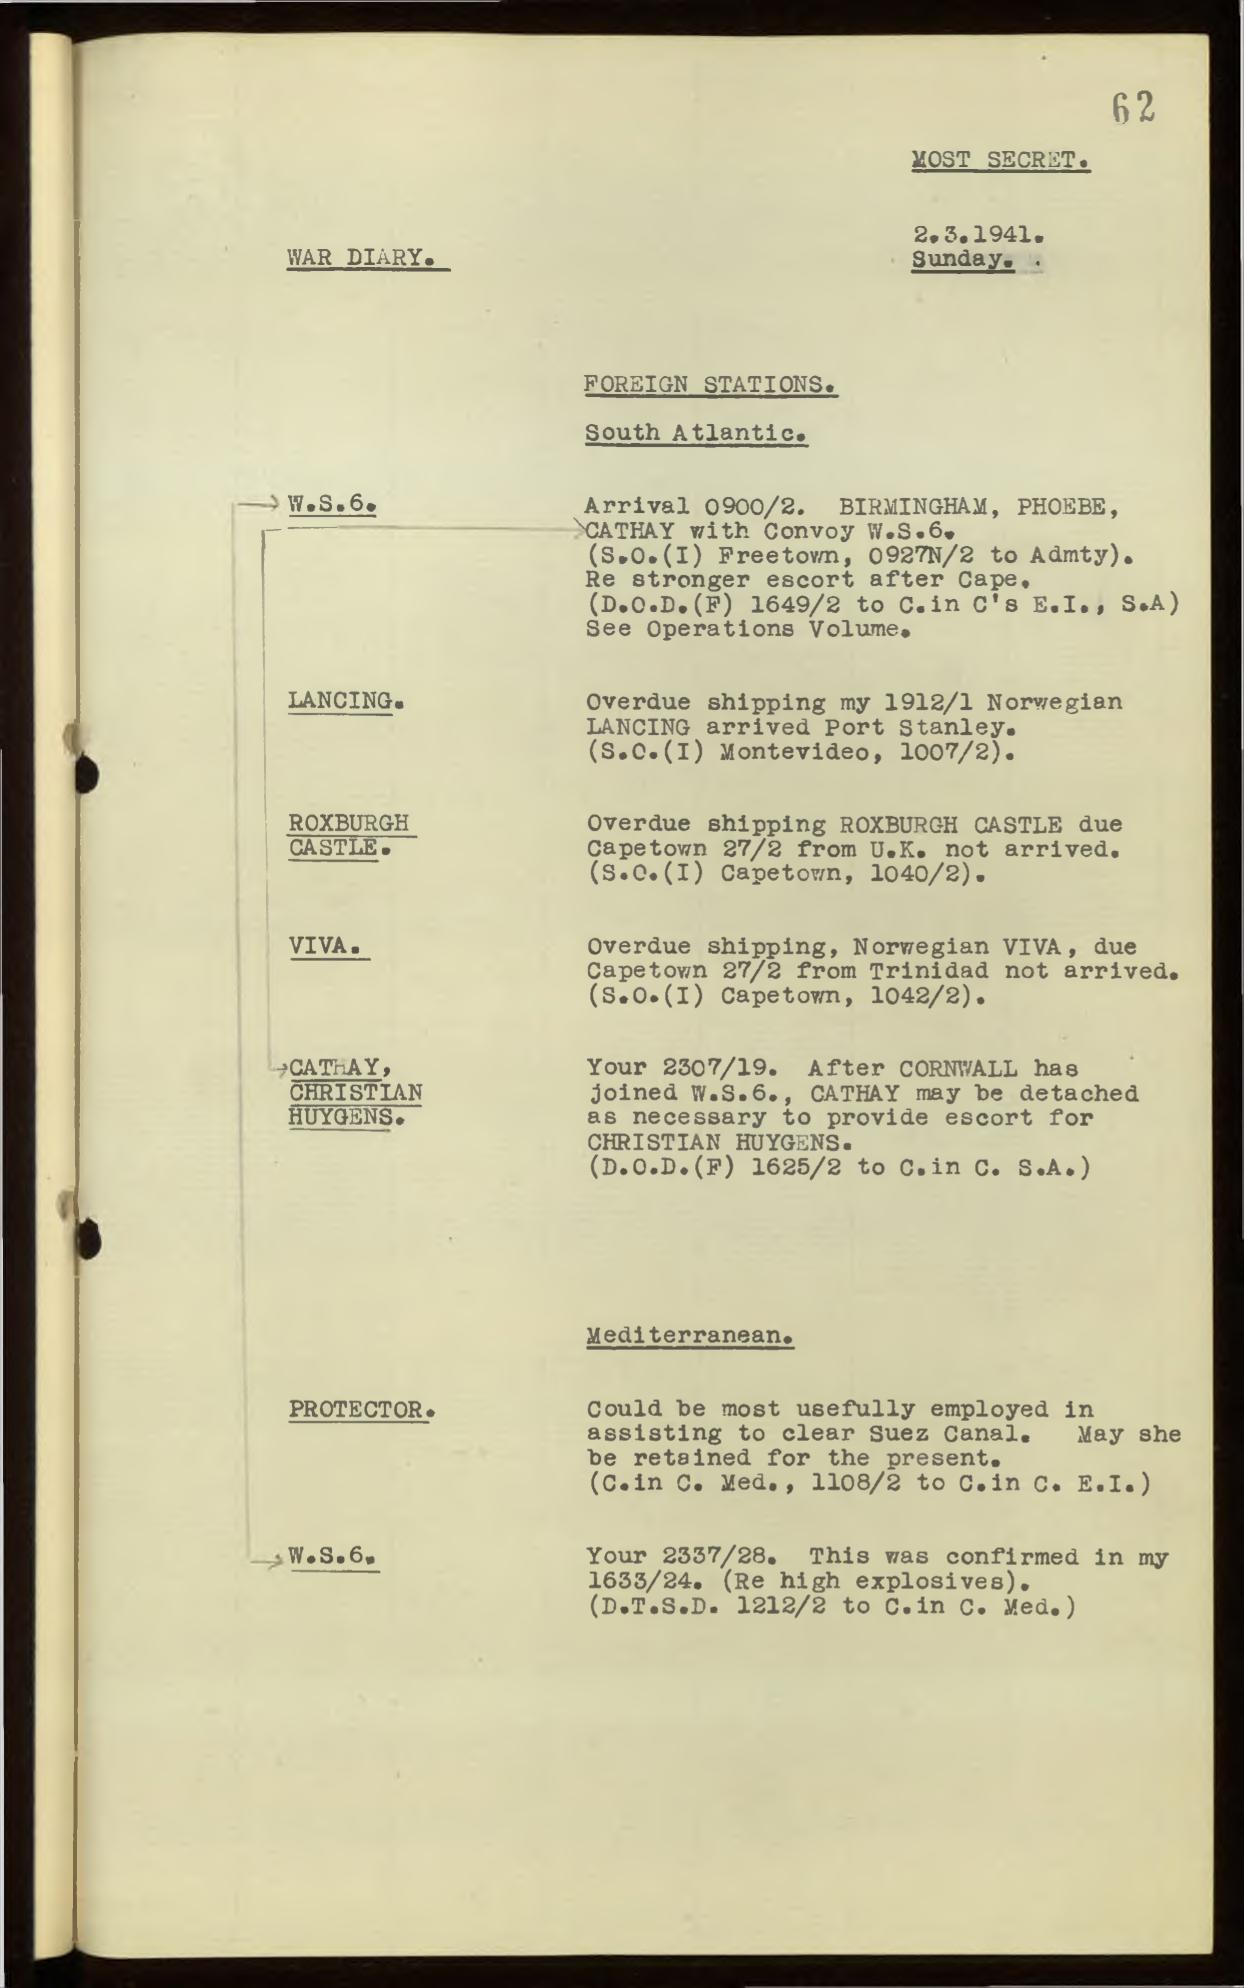 62
MOST SECRET.
2.3.1941.
WAR DIARY.
Sunday.
FOREIGN STATIONS.
South Atlantic.
W.S.6.
Arrival 0900/2. BIRMINGHAM, PHOEBE,
CATHAY with Convoy W.S.6.
(S.O.(I) Freetown, 0927N/2 to Admty).
Re stronger escort after Cape.
(D.O.D.(F) 1649/2 to C.in C's E.I., S.A)
See Operations Volume.
LANCING.
Overdue shipping my 1912/1 Norwegian
LANCING arrived Port Stanley.
(S.O.(I) Montevideo, 1007/2).
ROXBURGH
CASTLE.
Overdue shipping ROXBURGH CASTLE due
Capetown 27/2 from U.K. not arrived.
(S.O.(I) Capetown, 1040/2).
VIVA.
Overdue shipping, Norwegian VIVA, due
Capetown 27/2 from Trinidad not arrived.
(S.O.(I) Capetown, 1042/2).
CATHAY,
CHRISTIAN
HUYGENS.
Your 2307/19. After CORNWALL has
joined W.S.6., CATHAY may be detached
as necessary to provide escort for
CHRISTIAN HUYGENS.
(D.O.D.(F) 1625/2 to C.in C. S.A.)
Mediterranean.
PROTECTOR.
Could be most usefully employed in
assisting to clear Suez Canal. May she
be retained for the present.
(C.in C. Med., 1108/2 to C.in C. E.I.)
W.S.6.
Your 2337/28. This was confirmed in my
1633/24. (Re high explosives).
(D.T.S.D. 1212/2 to C.in C. Med.)